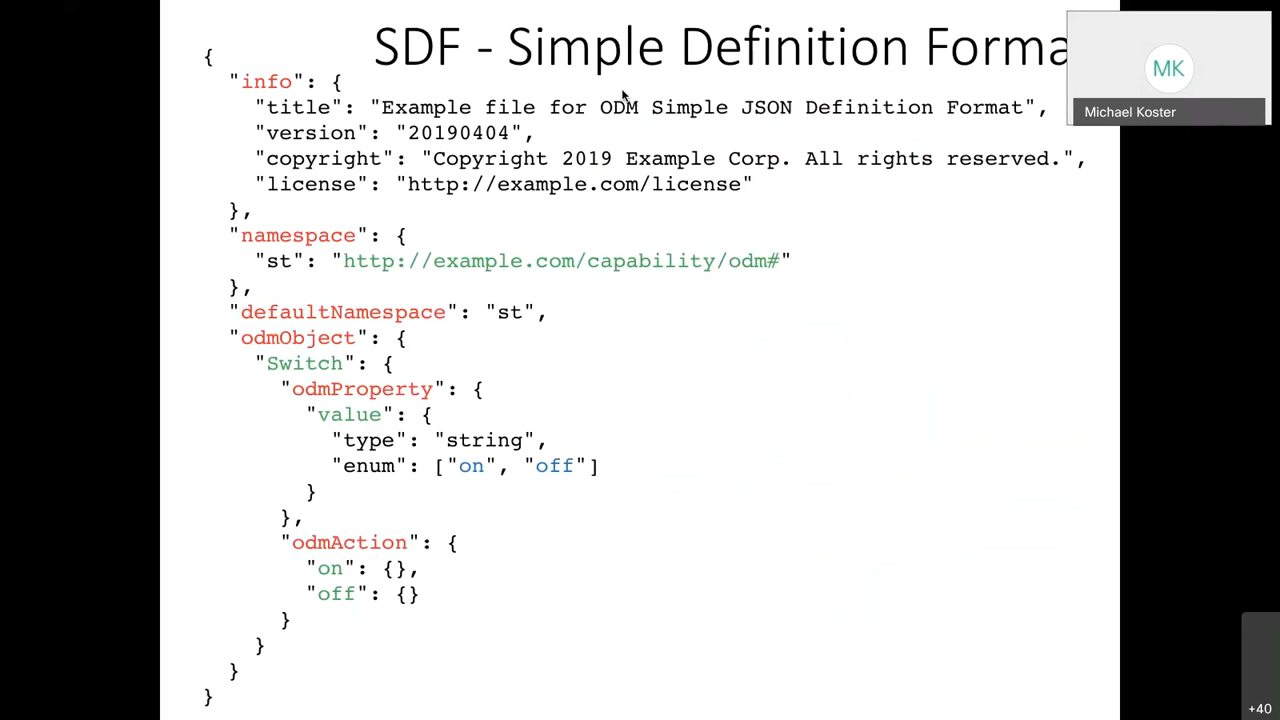 SDF - Simple Definition Forma
MK
Michael Koster
{
"info": {
"title": "Example file for ODM Simple JSON Definition Format",
"version": "20190404",
"copyright": "Copyright 2019 Example Corp. All rights reserved.",
"license": "http://example.com/license"
},
"namespace": {
"st": "http://example.com/capability/odm#"
},
"defaultNamespace": "st",
"odmObject": {
"Switch": {
"odmProperty": {
"value": {
"type": "string",
"enum": ["on", "off"]
}
},
"odmAction": {
"on": {},
"off": {}
}
}
}
}
+40